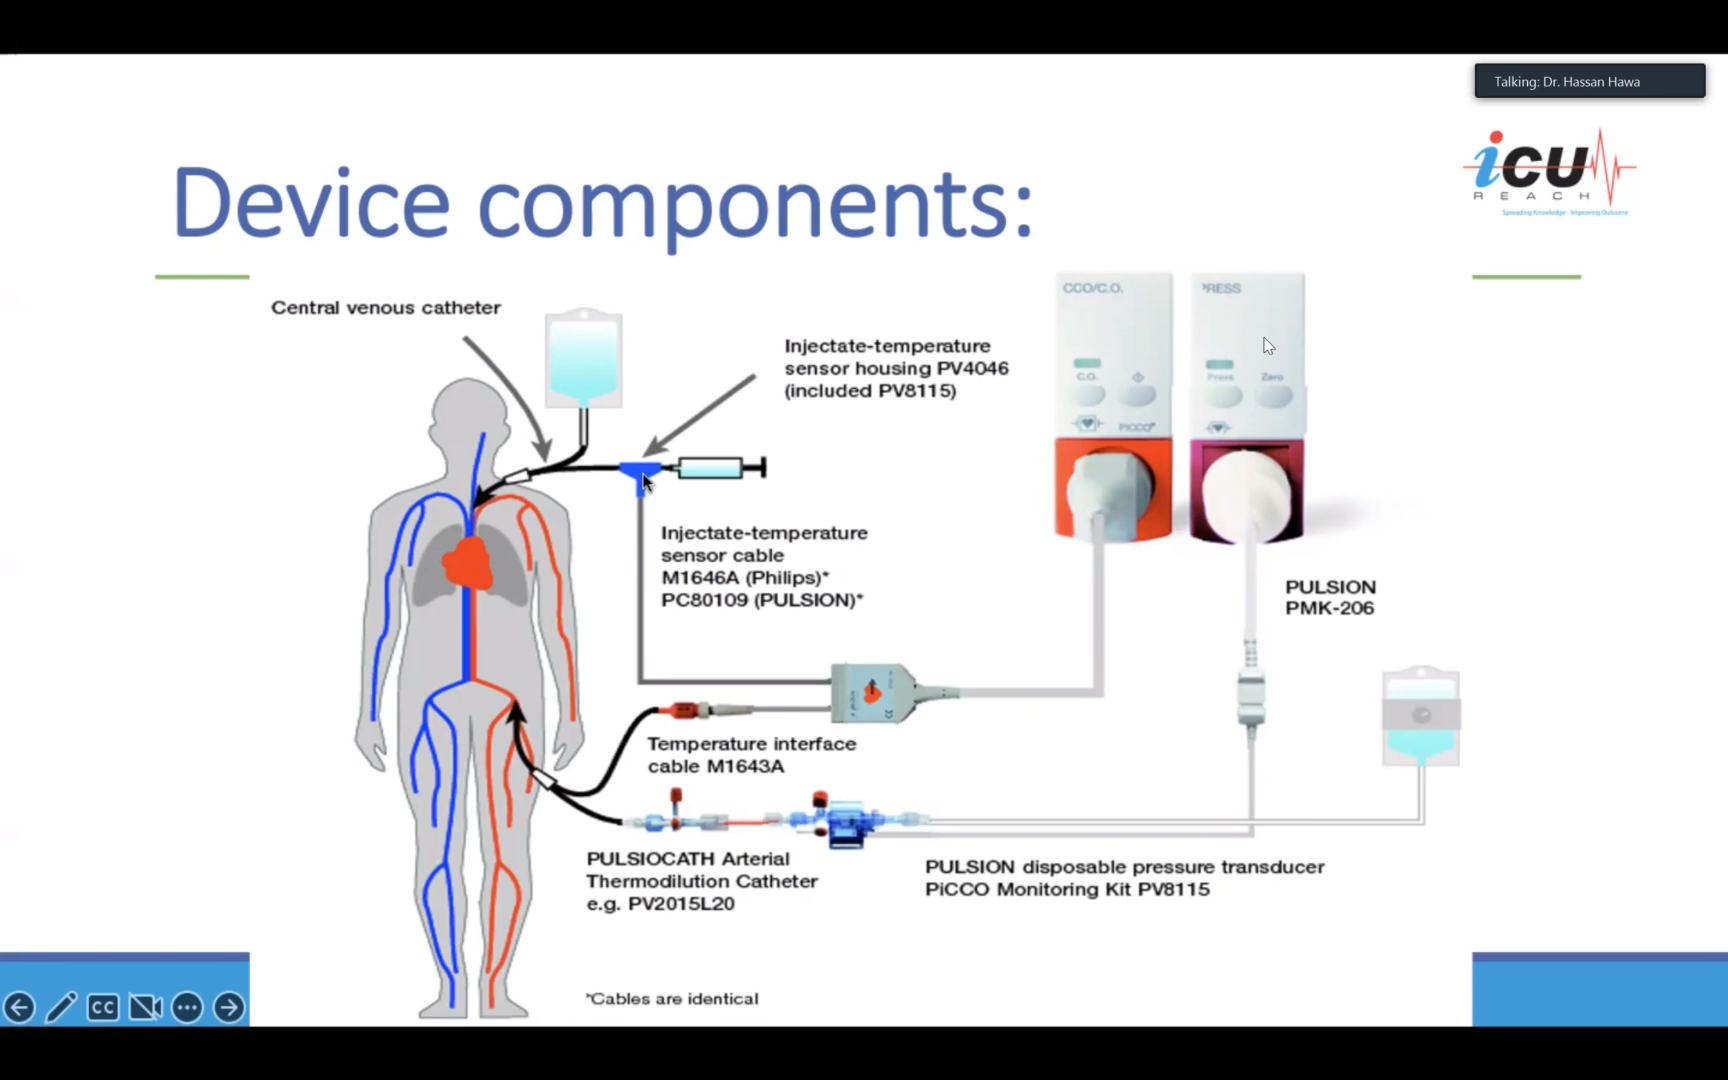 Talking: Dr. Hassan Hawa
icu
REACH
Spreading Knowledge - Improving Outcome
Device components:
Central venous catheter
Injectate-temperature
sensor housing PV4046
(included PV8115)
CCO/C.O.
C.O.
PiCCO
PRESS
Press Zero
Injectate-temperature
sensor cable
M1646A (Philips)*
PC80109 (PULSION)*
PULSION
PMK-206
Temperature interface
cable M1643A
PULSIOCATH Arterial
Thermodilution Catheter
e.g. PV2015L20
PULSION disposable pressure transducer
PiCCO Monitoring Kit PV8115
*Cables are identical
CC